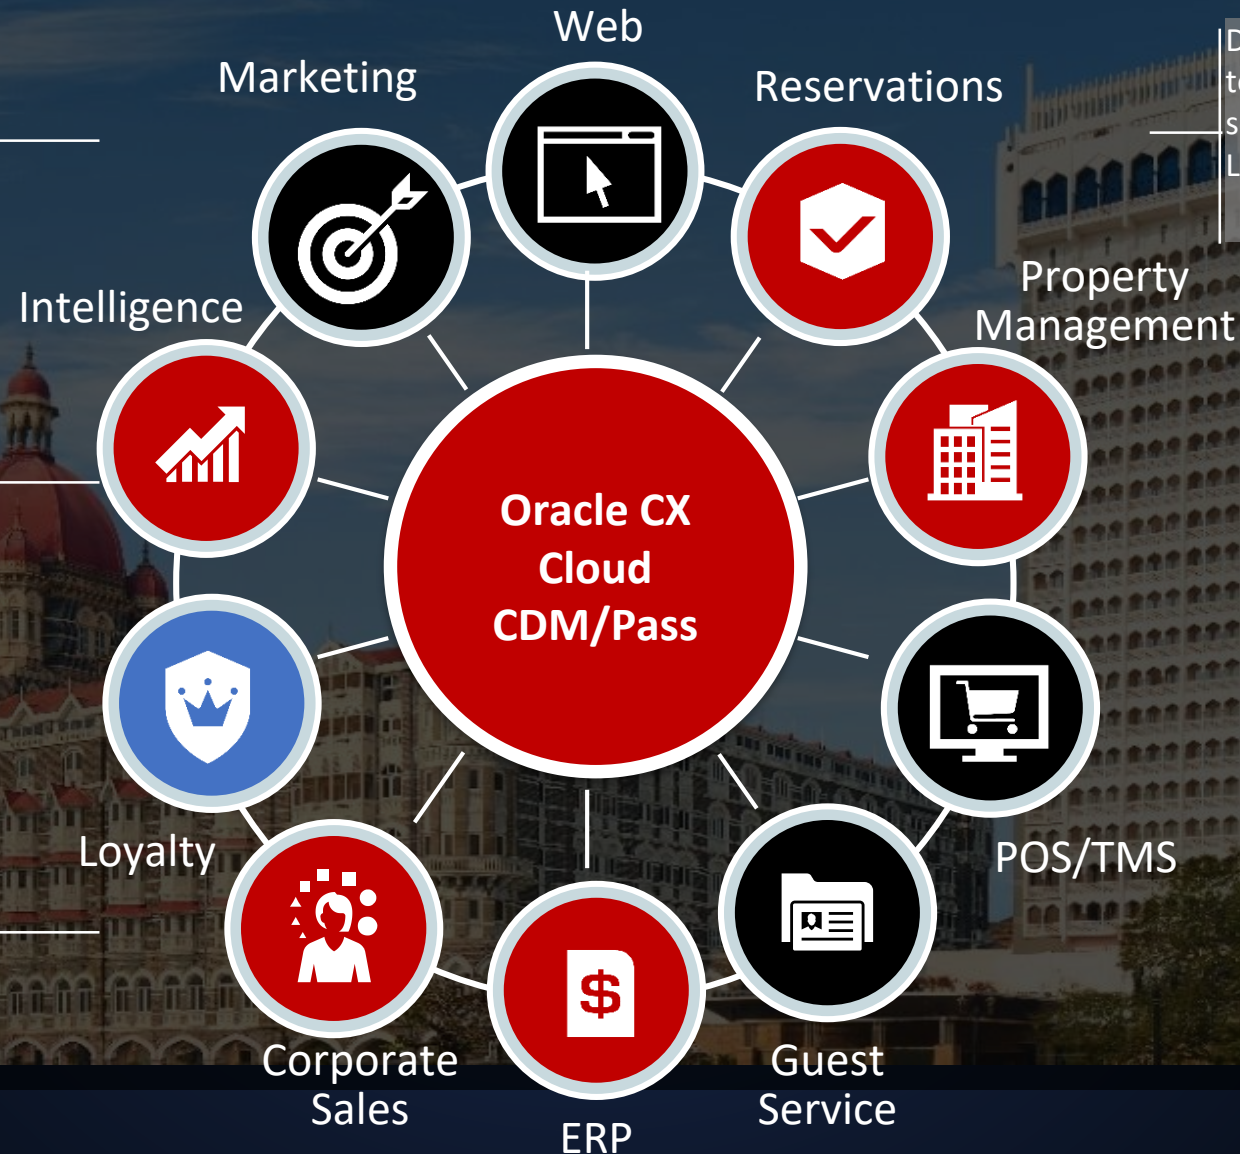 Web
Marketing
Reservations
Property
Management
Intelligence
Oracle CX
Cloud
CDM/Pass
Loyalty
POS/TMS
Corporate
Sales
Guest
Service
ERP
$